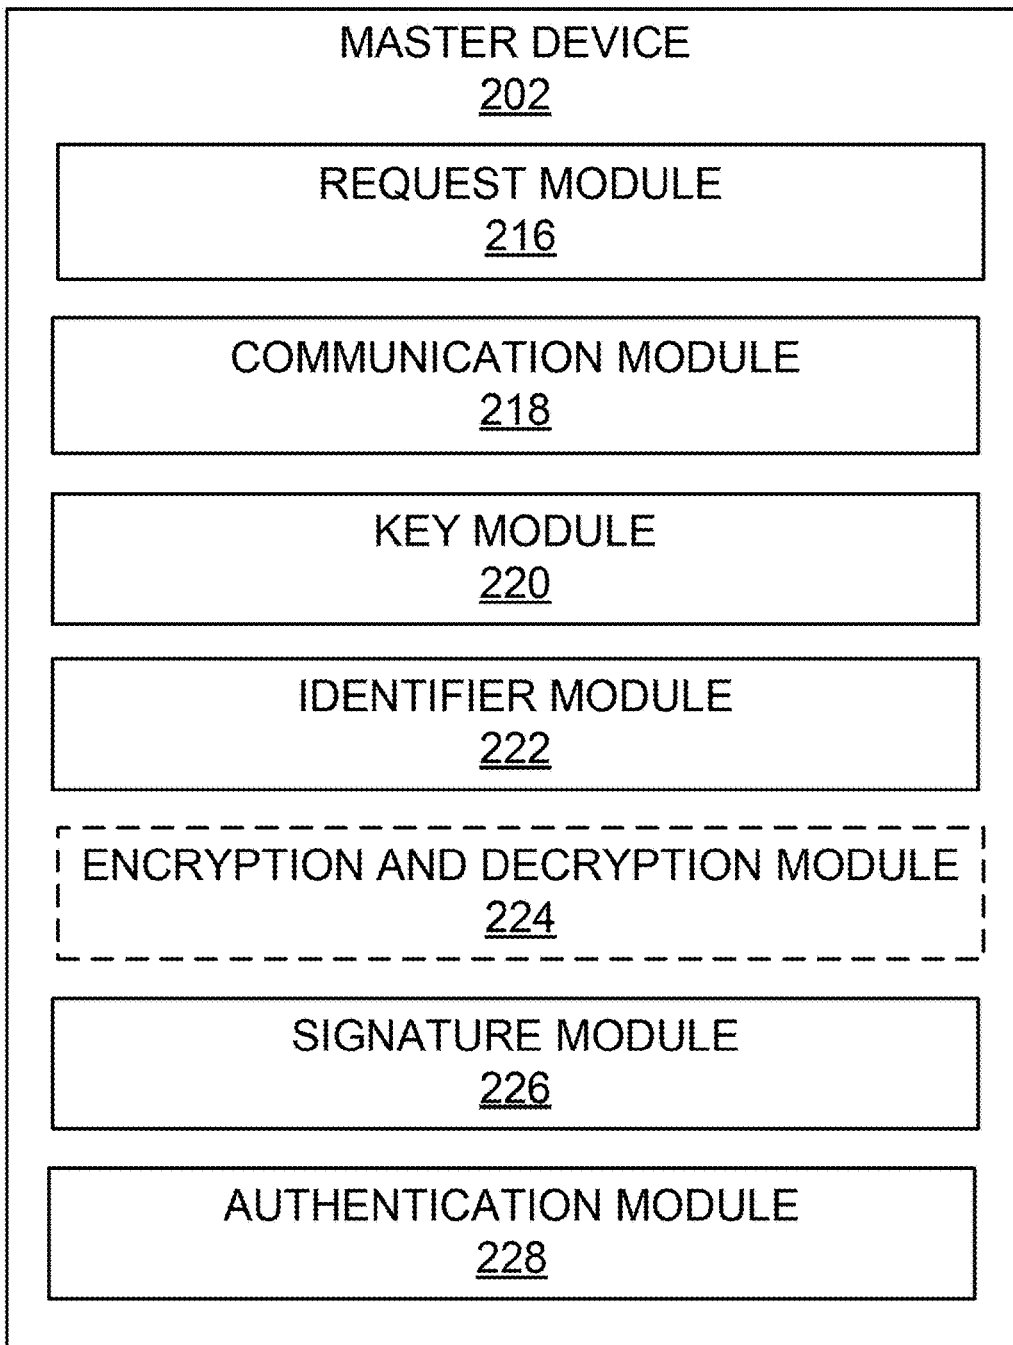 MASTER DEVICE
202
REQUEST MODULE
216
COMMUNICATION MODULE
218
KEY MODULE
220
IDENTIFIER MODULE
222
ENCRYPTION AND DECRYPTION MODULE
224
SIGNATURE MODULE
226
AUTHENTICATION MODULE
228